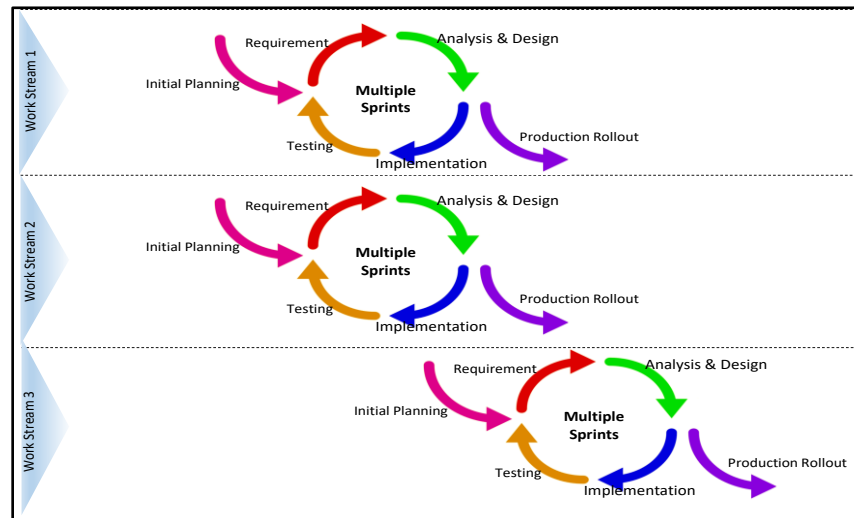 Work Stream 1
Requirement
Analysis & Design
Initial Planning
Multiple
Sprints
Testing
Production Rollout
Implementation
Work Stream 2
Requirement
Analysis & Design
Initial Planning
Multiple
Sprints
Testing
Production Rollout
Implementation
Work Stream 3
Requirement
Analysis & Design
Initial Planning
Multiple
Sprints
Testing
Production Rollout
Implementation